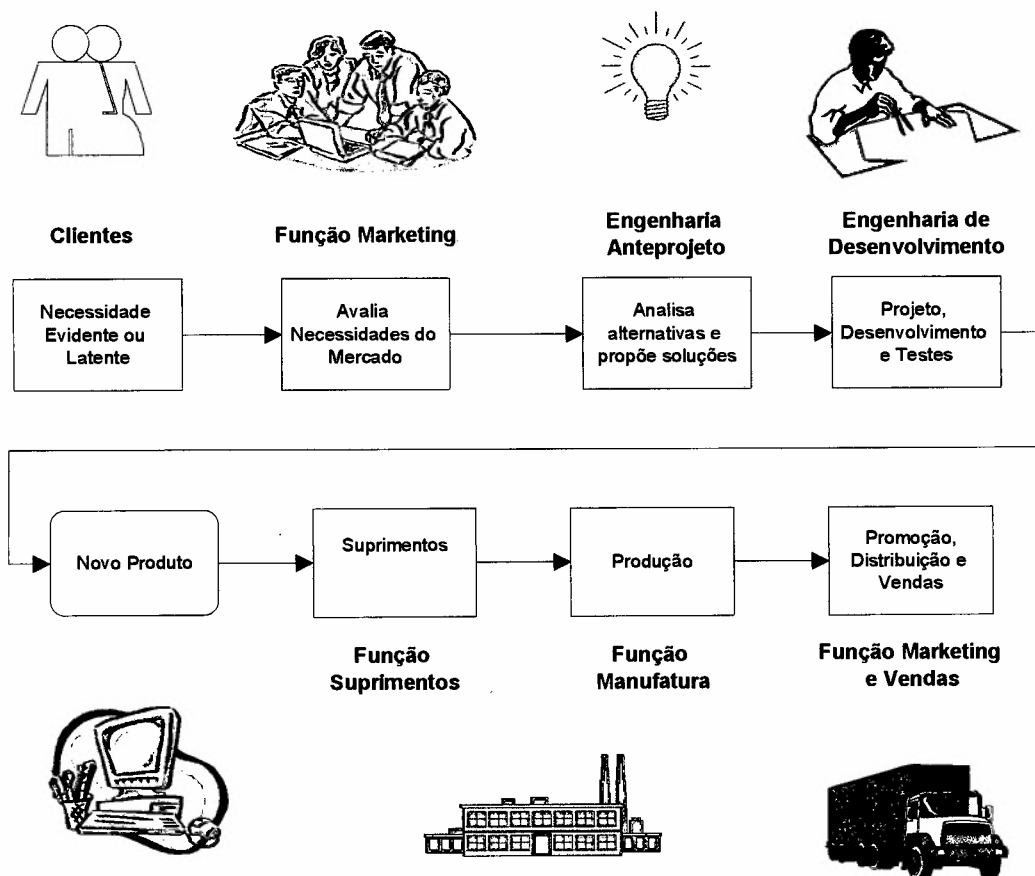 Clientes
Função Marketing
Engenharia
Anteprojeto
Engenharia de
Desenvolvimento
Necessidade
Evidente ou
Latente
Avalia
Necessidades do
Mercado
Analisa
alternativas e
propõe soluções
Projeto,
Desenvolvimento
e Testes
Novo Produto
Suprimentos
Produção
Promoção,
Distribuição e
Vendas
Função
Suprimentos
Função
Manufatura
Função Marketing
e Vendas